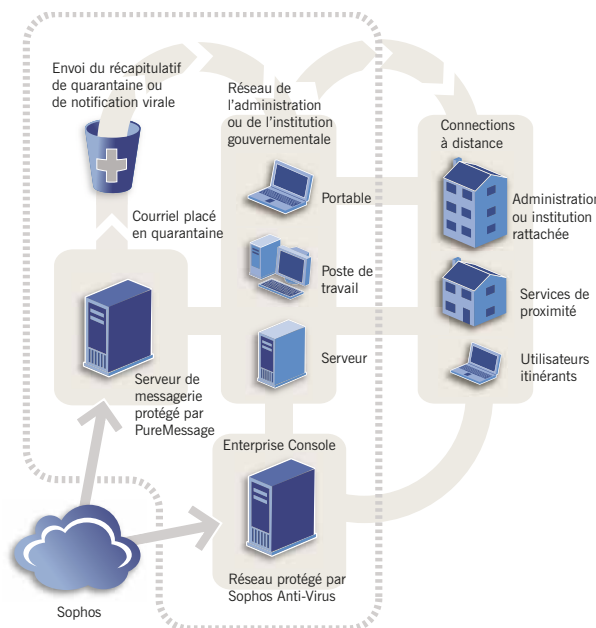 Envoi du récapitulatif
de quarantaine ou
de notification virale
Réseau de
l'administration
ou de l'institution
gouvernementale
Connections
à distance
Portable
Administration
ou institution
rattachée
Courriel placé
en quarantaine
Poste de
travail
Services de
proximité
Serveur
Utilisateurs
itinérants
Serveur de
messagerie
protégé par
PureMessage
Enterprise Console
Réseau protégé par
Sophos Anti-Virus
Sophos